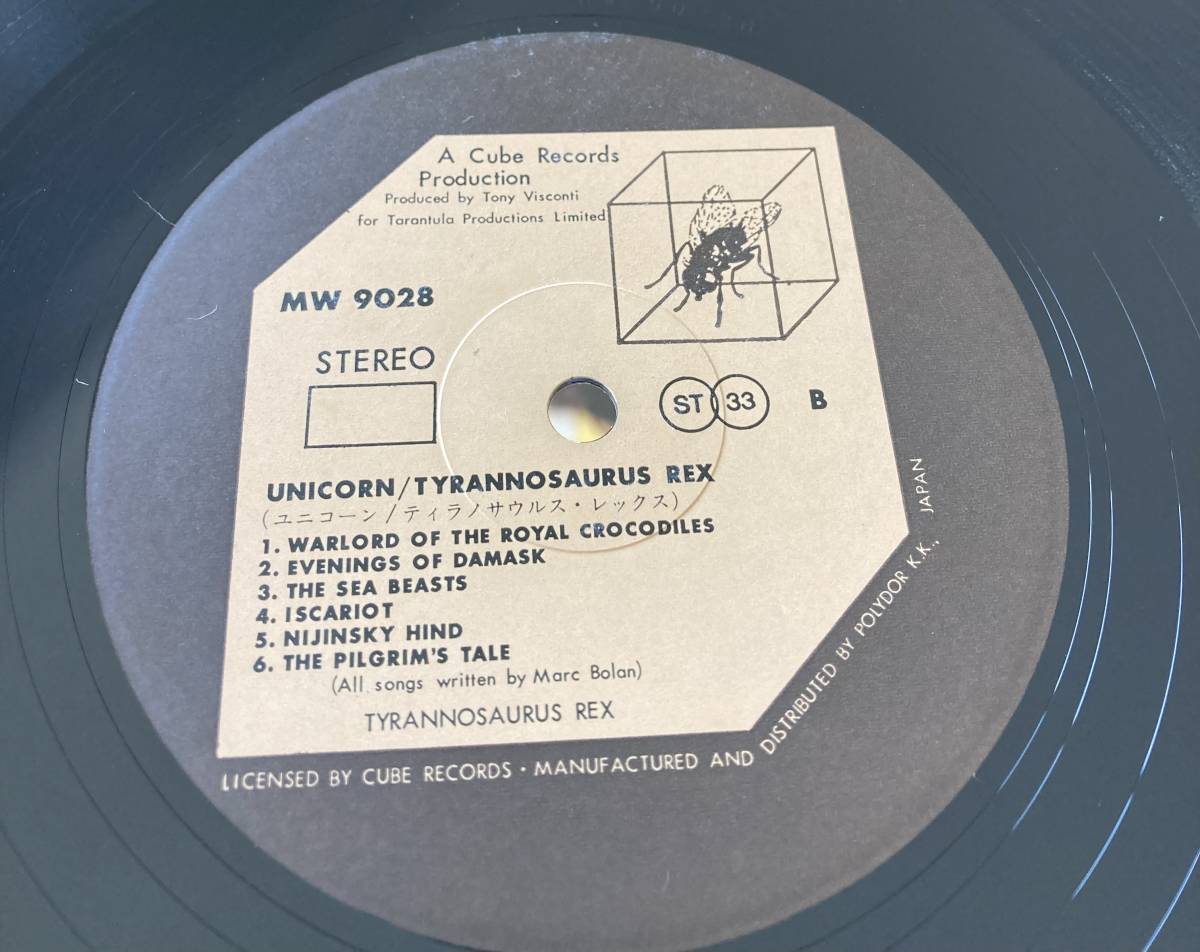 A Cube Records
Production
Produced by Tony Visconti
for Tarantula Productions Limited
MW 9028
STEREO
ST 33
B
UNICORN/TYRANNOSAURUS REX
(ユニコーン/ティラノサウルス・レックス)
1. WARLORD OF THE ROYAL CROCODILES
2. EVENINGS OF DAMASK
3. THE SEA BEASTS
4. ISCARIOT
5. NIJINSKY HIND
6. THE PILGRIM'S TALE
(All songs written by Marc Bolan)
TYRANNOSAURUS REX
LICENSED BY CUBE RECORDS · MANUFACTURED AND DISTRIBUTED BY POLYDOR K.K., JAPAN